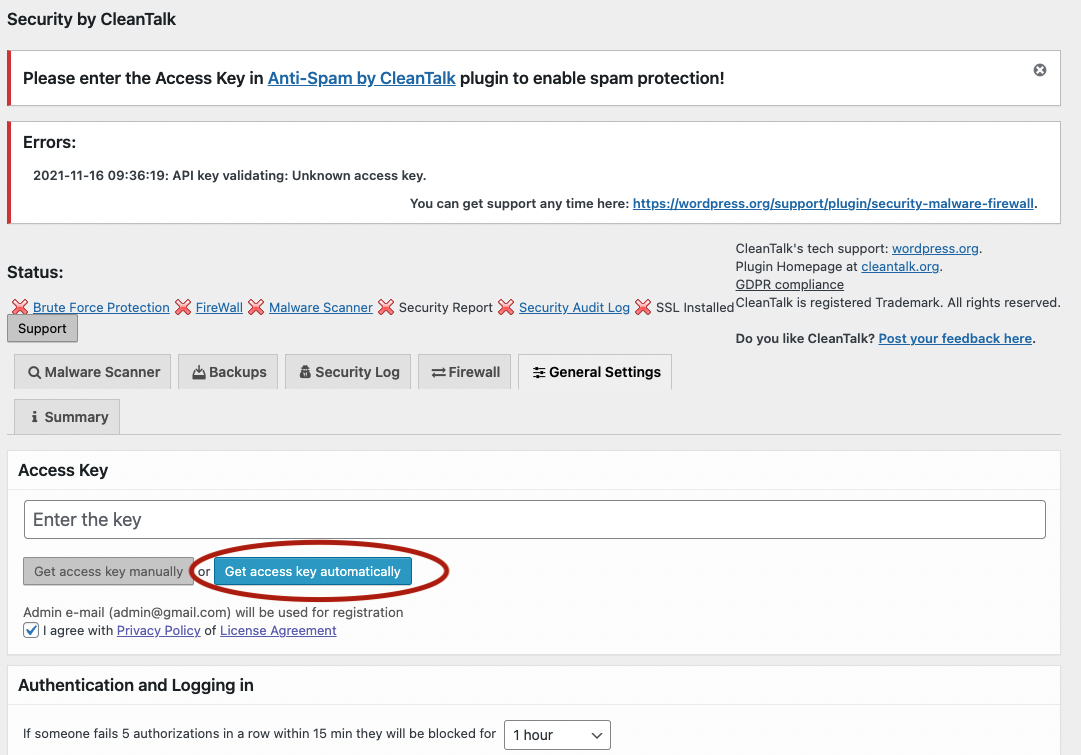 Security by CleanTalk
Please enter the Access Key in Anti-Spam by CleanTalk plugin to enable spam protection!
Errors:
2021-11-16 09:36:19: API key validating: Unknown access key.
You can get support any time here: https://wordpress.org/support/plugin/security-malware-firewall.
CleanTalk's tech support: wordpress.org.
Plugin Homepage at cleantalk.org.
GDPR compliance
CleanTalk is registered Trademark. All rights reserved.
Do you like CleanTalk? Post your feedback here.
Status:
Brute Force Protection FireWall Malware Scanner Security Report Security Audit Log SSL Installed
Support
Malware Scanner Backups Security Log Firewall General Settings
Summary
Access Key
Enter the key
Get access key manually or Get access key automatically
Admin e-mail (admin@gmail.com) will be used for registration
I agree with Privacy Policy of License Agreement
Authentication and Logging in
If someone fails 5 authorizations in a row within 15 min they will be blocked for 1 hour